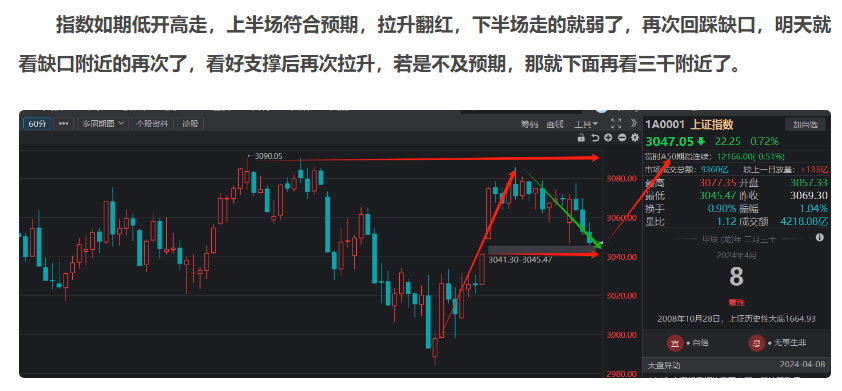 指数如期低开高走，上半场符合预期，拉升翻红，下半场走的就弱了，再次回踩缺口，明天就
看缺口附近的再次了，看好支撑后再次拉升，若是不及预期，那就下面再看三千附近了。
60分 ••• 多周期图 个股资料 诊股 筹码 画线 工具
1A0001 上证指数 加自选
3047.05 22.25 0.72%
富时A50期指连续：12166.00(-0.51%)
市场成交总额：9360亿 较上一日放量：+133亿
最高 3077.35 开盘 3057.33
最低 3045.47 昨收 3069.30
换手 0.90% 振幅 1.04%
量比 1.12 成交额 4218.08亿
3090.05
3041.30-3045.47
3080.00
3060.00
3040.00
3020.00
3000.00
2980.00
甲辰(龙)年 二月三十
2024年4月
8
看涨
2008年10月28日，上证历史性大底1664.93
宜 • 自信 忌 • 无事生非
大盘异动 2024-04-08